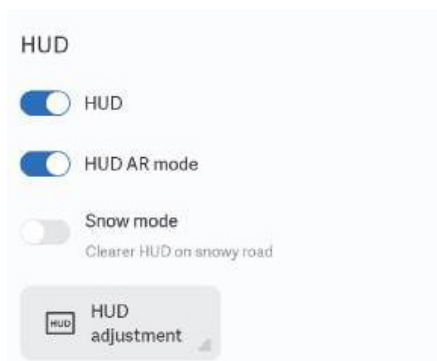 HUD
HUD
HUD AR mode
Snow mode
Clearer HUD on snowy road
HUD
HUD
adjustment